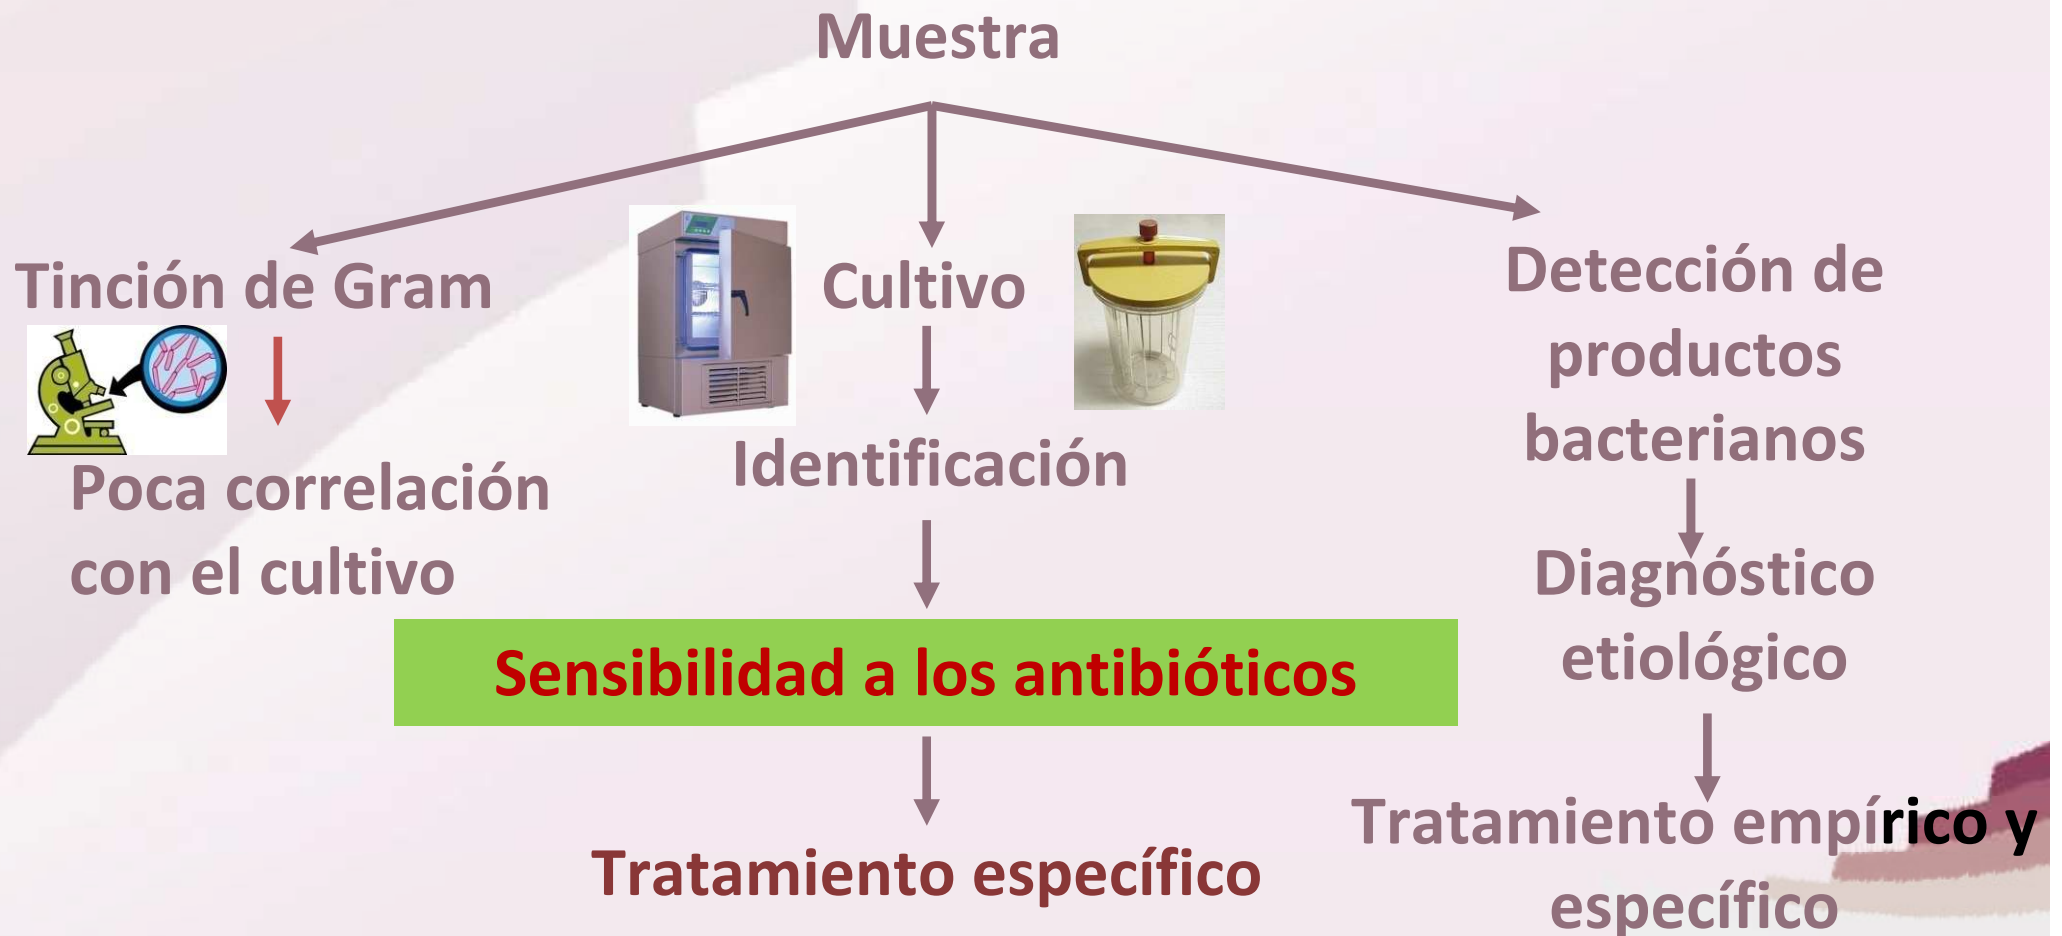 Muestra
Tinción de Gram
Poca correlación
con el cultivo
Cultivo
Identificación
Sensibilidad a los antibióticos
Tratamiento específico
Detección de
productos
bacterianos
Diagnóstico
etiológico
Tratamiento empírico y
específico